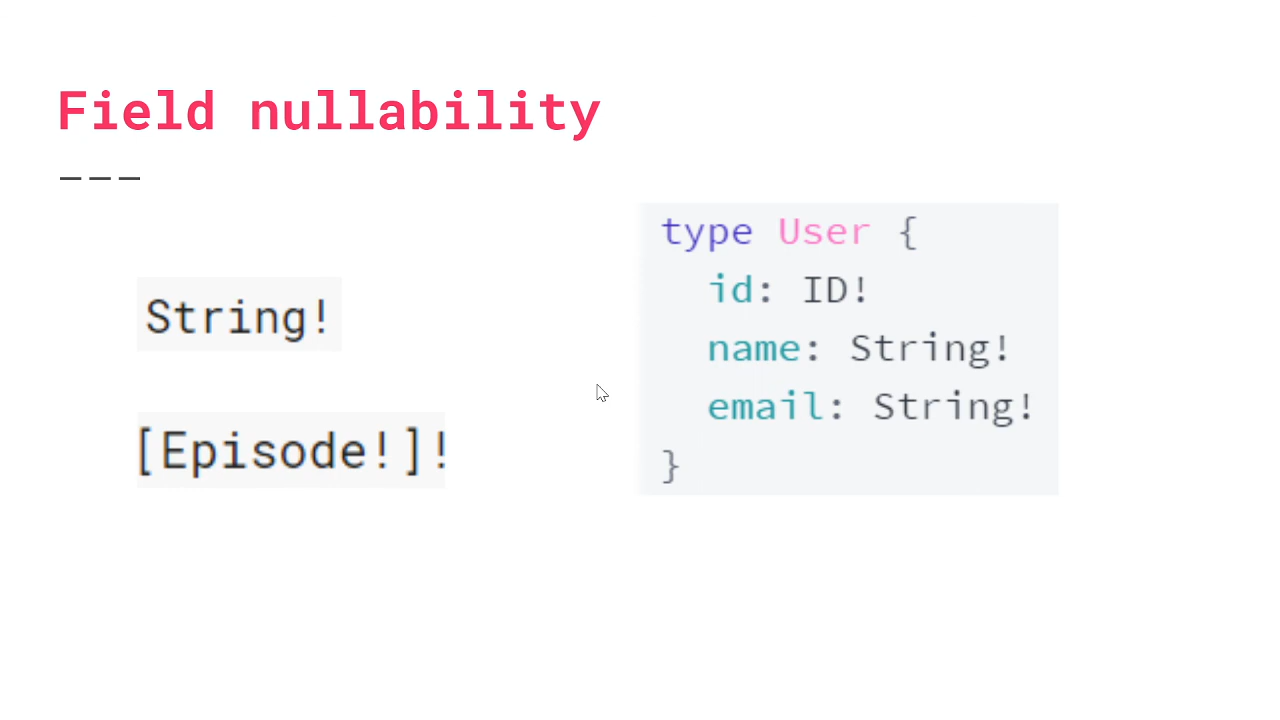 Field nullability
String!
[Episode!]!
type User {
  id: ID!
  name: String!
  email: String!
}